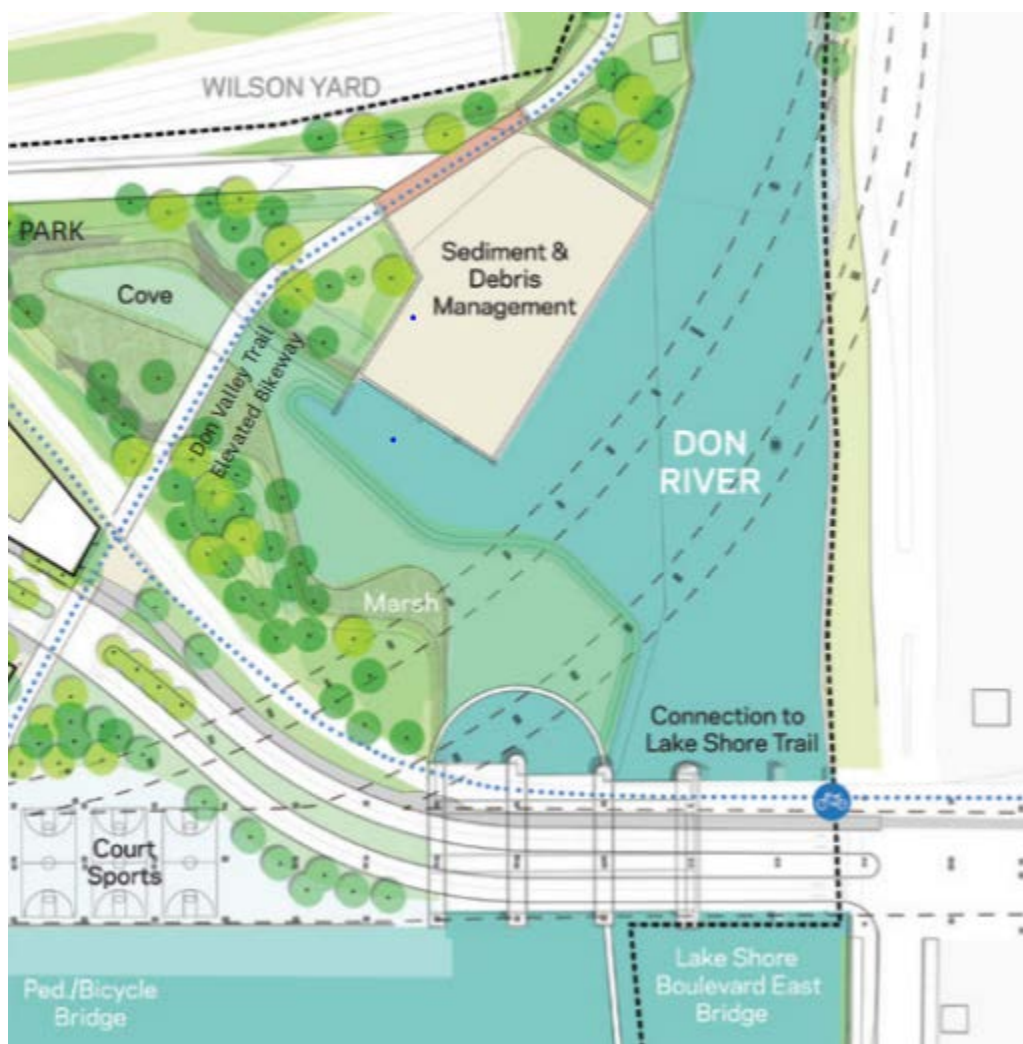 WILSON YARD
PARK
Cove
Sediment &
Debris
Management
Don Valley Trail
Elevated Bikeway
DON
RIVER
Marsh
Connection to
Lake Shore Trail
Court
Sports
Ped./Bicycle
Bridge
Lake Shore
Boulevard East
Bridge